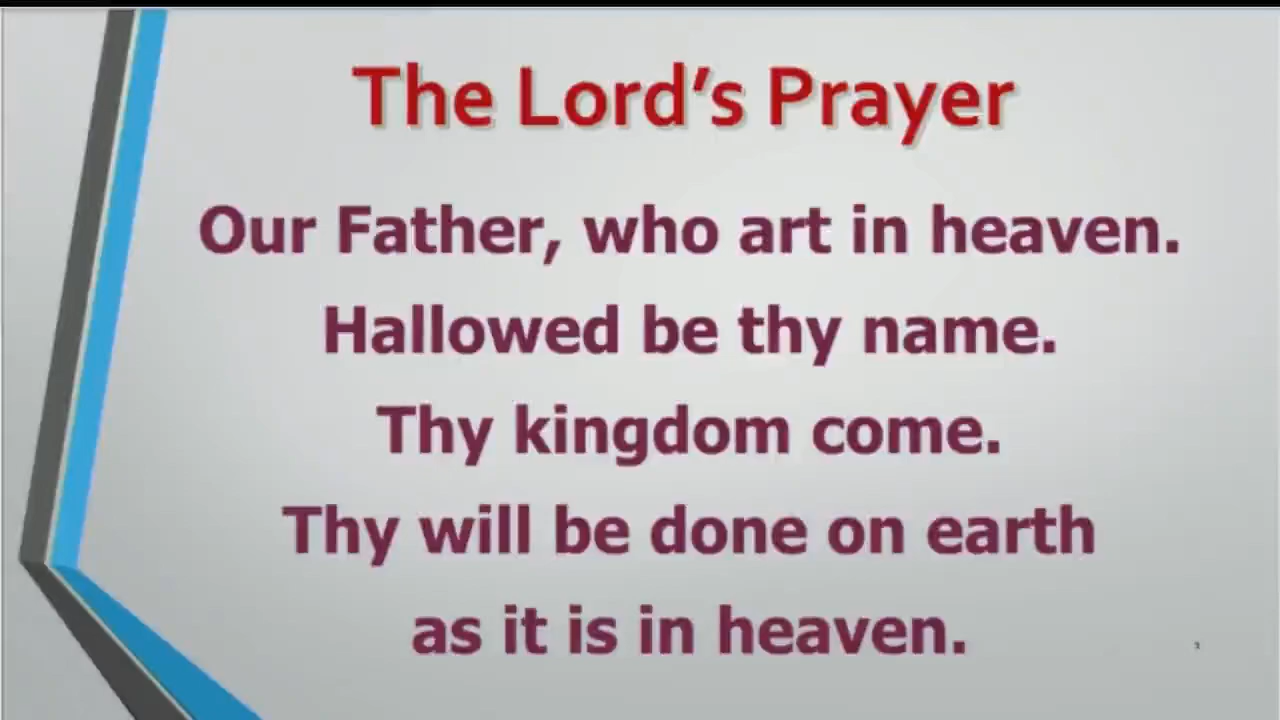 The Lord's Prayer
Our Father, who art in heaven.
Hallowed be thy name.
Thy kingdom come.
Thy will be done on earth
as it is in heaven.